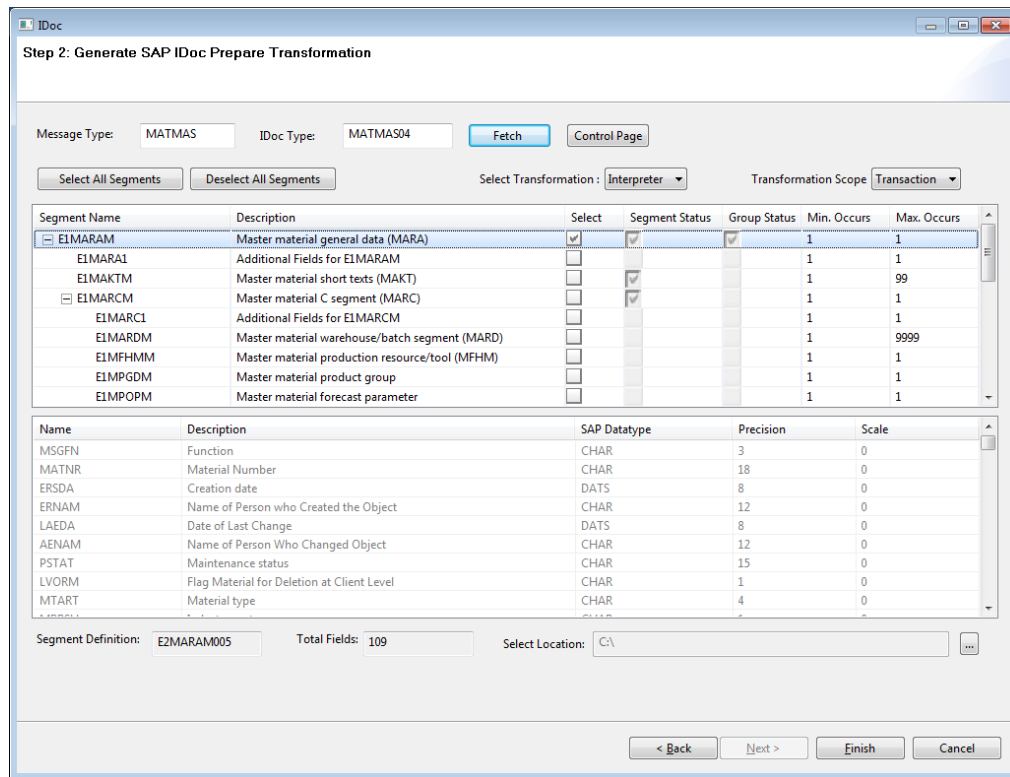 IDoc
Step 2: Generate SAP IDoc Prepare Transformation
Message Type: MATMAS IDoc Type: MATMAS04 Fetch Control Page
Select All Segments Deselect All Segments Select Transformation : Interpreter Transformation Scope Transaction
Segment Name Description Select Segment Status Group Status Min. Occurs Max. Occurs
E1MARAM Master material general data (MARA) 1 1
E1MARA1 Additional Fields for E1MARAM 1 1
E1MAKTM Master material short texts (MAKT) 1 99
E1MARCM Master material C segment (MARC) 1 1
E1MARC1 Additional Fields for E1MARCM 1 1
E1MARDM Master material warehouse/batch segment (MARD) 1 9999
E1MFHMM Master material production resource/tool (MFHM) 1 1
E1MPGDM Master material product group 1 1
E1MPOPM Master material forecast parameter 1 1
Name Description SAP Datatype Precision Scale
MSGFN Function CHAR 3 0
MATNR Material Number CHAR 18 0
ERSDA Creation date DATS 8 0
ERNAM Name of Person who Created the Object CHAR 12 0
LAEDA Date of Last Change DATS 8 0
AENAM Name of Person Who Changed Object CHAR 12 0
PSTAT Maintenance status CHAR 15 0
LVORM Flag Material for Deletion at Client Level CHAR 1 0
MTART Material type CHAR 4 0
Segment Definition: E2MARAM005 Total Fields: 109 Select Location: C:\ ...
< Back Next > Finish Cancel